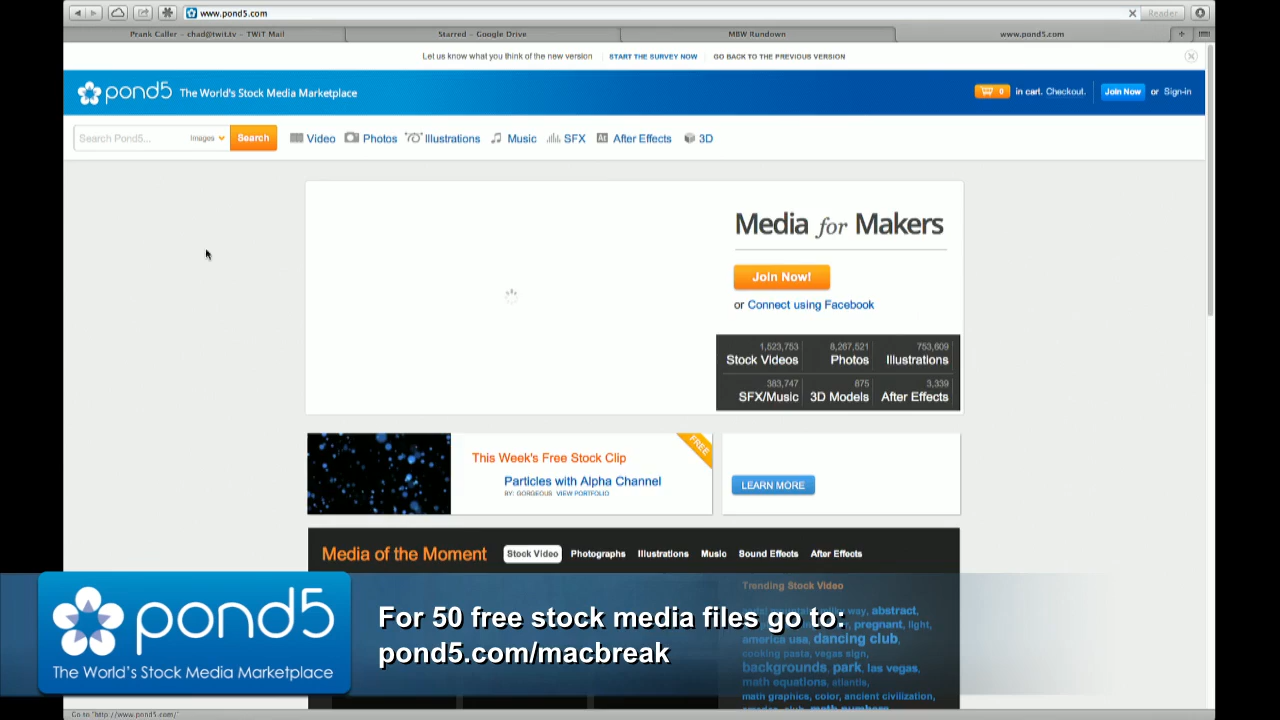 www.pond5.com
Reader
Prank Caller – chad@twit.tv – TWiT Mail
Starred – Google Drive
MBW Rundown
www.pond5.com
Let us know what you think of the new version START THE SURVEY NOW GO BACK TO THE PREVIOUS VERSION
pond5 The World's Stock Media Marketplace
0 in cart. Checkout. Join Now or Sign-in
Search Pond5... Images Search Video Photos Illustrations Music SFX Ae After Effects 3D
Media for Makers
Join Now!
or Connect using Facebook
1,523,753 8,267,521 753,609
Stock Videos Photos Illustrations
383,747 875 3,339
SFX/Music 3D Models After Effects
This Week's Free Stock Clip
FREE
Particles with Alpha Channel
BY: GORGEOUS VIEW PORTFOLIO
LEARN MORE
Media of the Moment Stock Video Photographs Illustrations Music Sound Effects After Effects
Trending Stock Video
way, abstract,
pregnant, light,
america usa, dancing club,
cooking pasta, vegas sign,
backgrounds, park, las vegas,
math equations, atlantis,
math graphics, color, ancient civilization,
math numbers
pond5
The World's Stock Media Marketplace
For 50 free stock media files go to:
pond5.com/macbreak
Go to "http://www.pond5.com/"